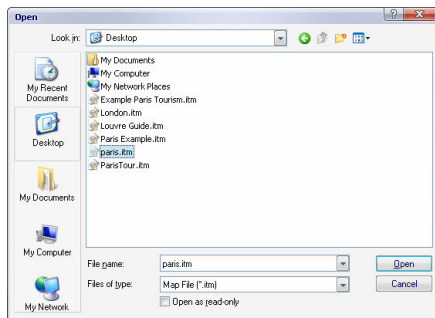 Open
Look in: Desktop
My Recent
Documents
Desktop
My Documents
My Computer
My Network
My Documents
My Computer
My Network Places
Example Paris Tourism.itm
London.itm
Louvre Guide.itm
Paris Example.itm
paris.itm
ParisTour.itm
File name: paris.itm Open
Files of type: Map File (*.itm) Cancel
Open as read-only